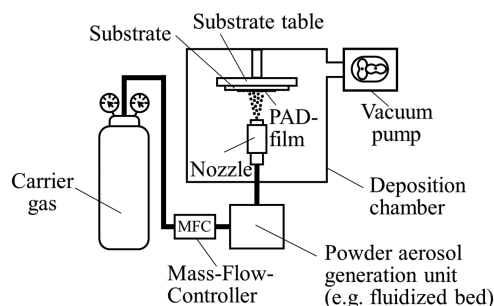 Substrate table
Substrate
PAD-
film
Nozzle
Vacuum
pump
Carrier
gas
Deposition
chamber
MFC
Mass-Flow-
Controller
Powder aerosol
generation unit
(e.g. fluidized bed)